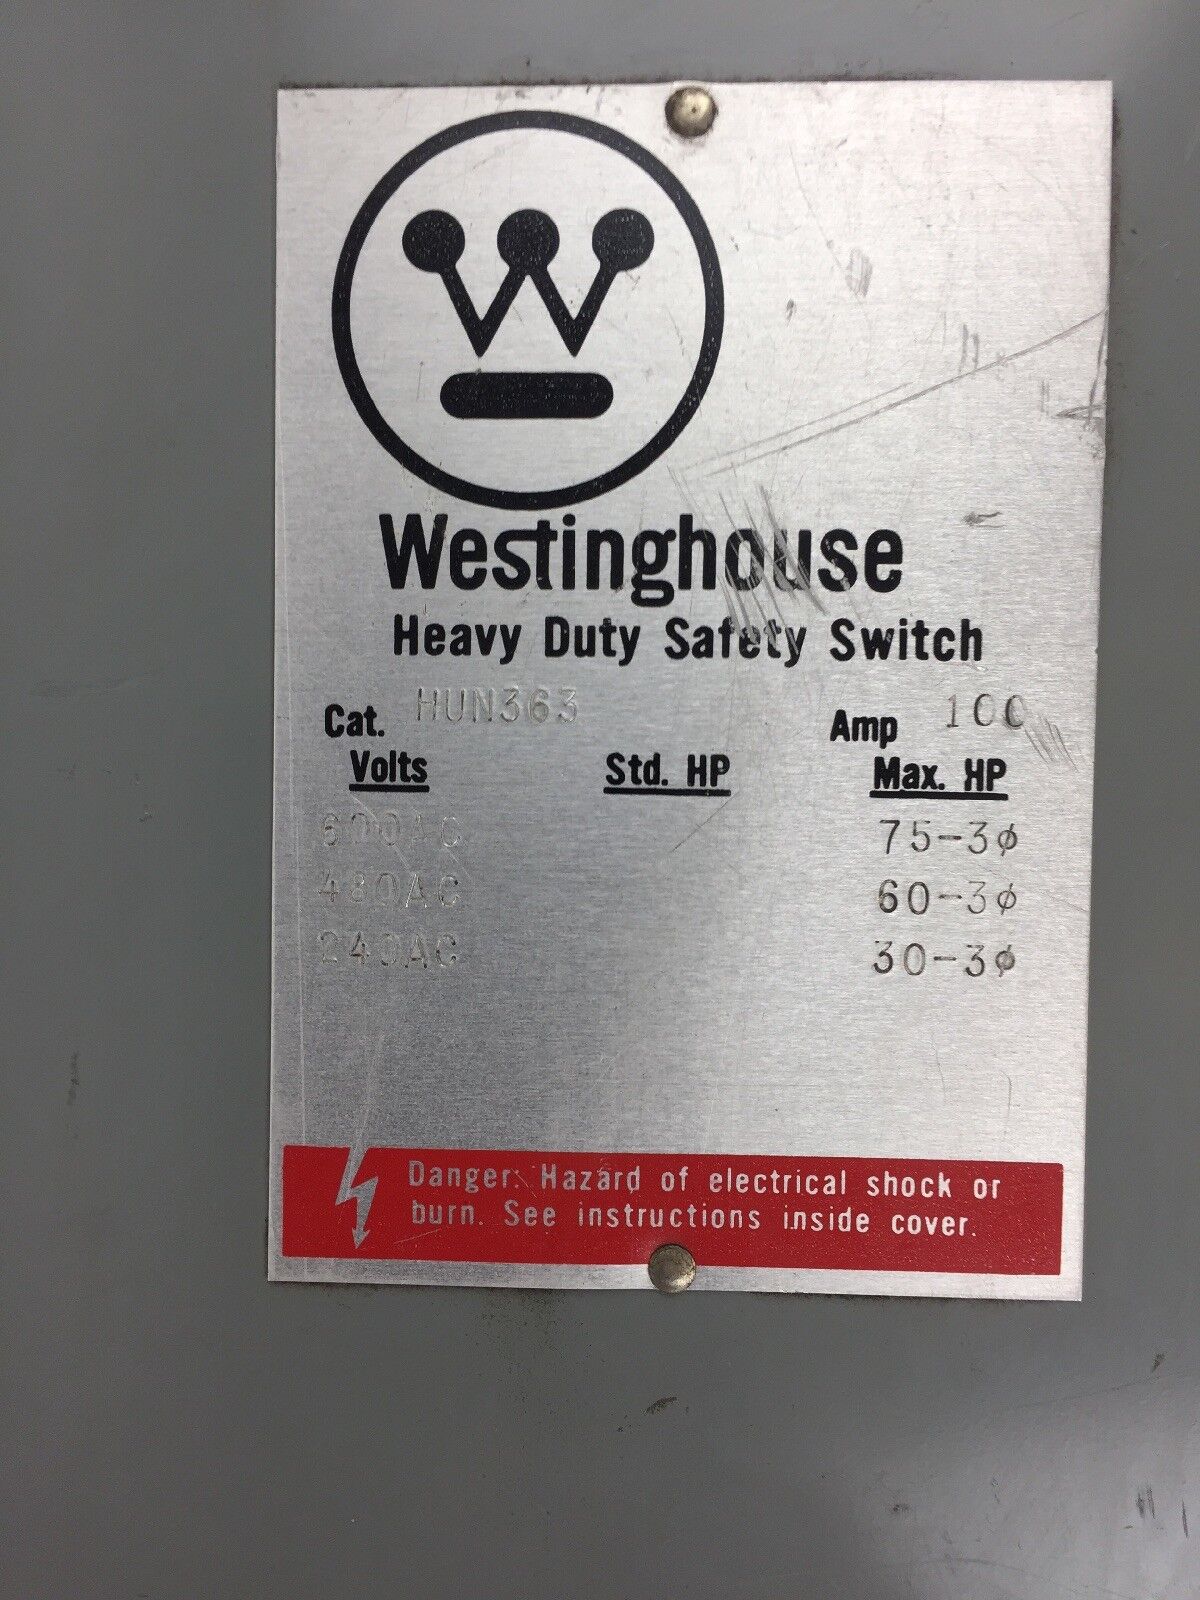 Westinghouse
Heavy Duty Safety Switch
Cat. HUN363 Amp 100
Volts Std. HP Max. HP
600AC 75-3ϕ
480AC 60-3ϕ
240AC 30-3ϕ
Danger: Hazard of electrical shock or
burn. See instructions inside cover.